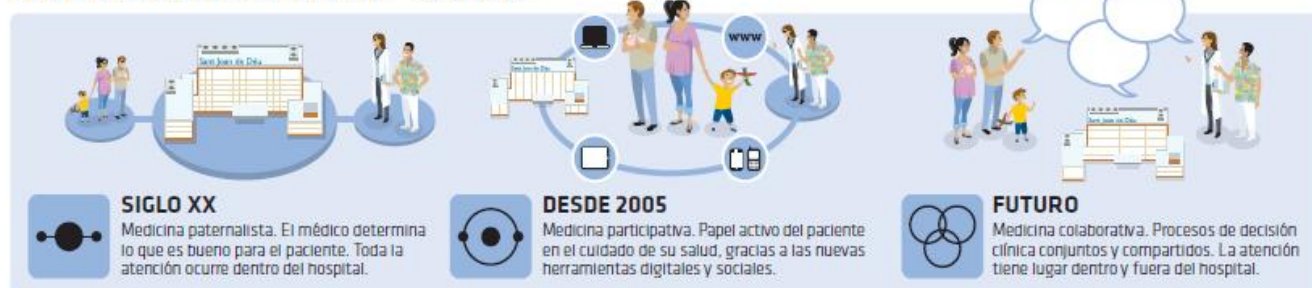 Sant Joan de Déu
Sant Joan de Déu
www
Sant Joan de Déu
SIGLO XX
Medicina paternalista. El médico determina
lo que es bueno para el paciente. Toda la
atención ocurre dentro del hospital.
DESDE 2005
Medicina participativa. Papel activo del paciente
en el cuidado de su salud, gracias a las nuevas
herramientas digitales y sociales.
FUTURO
Medicina colaborativa. Procesos de decisión
clínica conjuntos y compartidos. La atención
tiene lugar dentro y fuera del hospital.